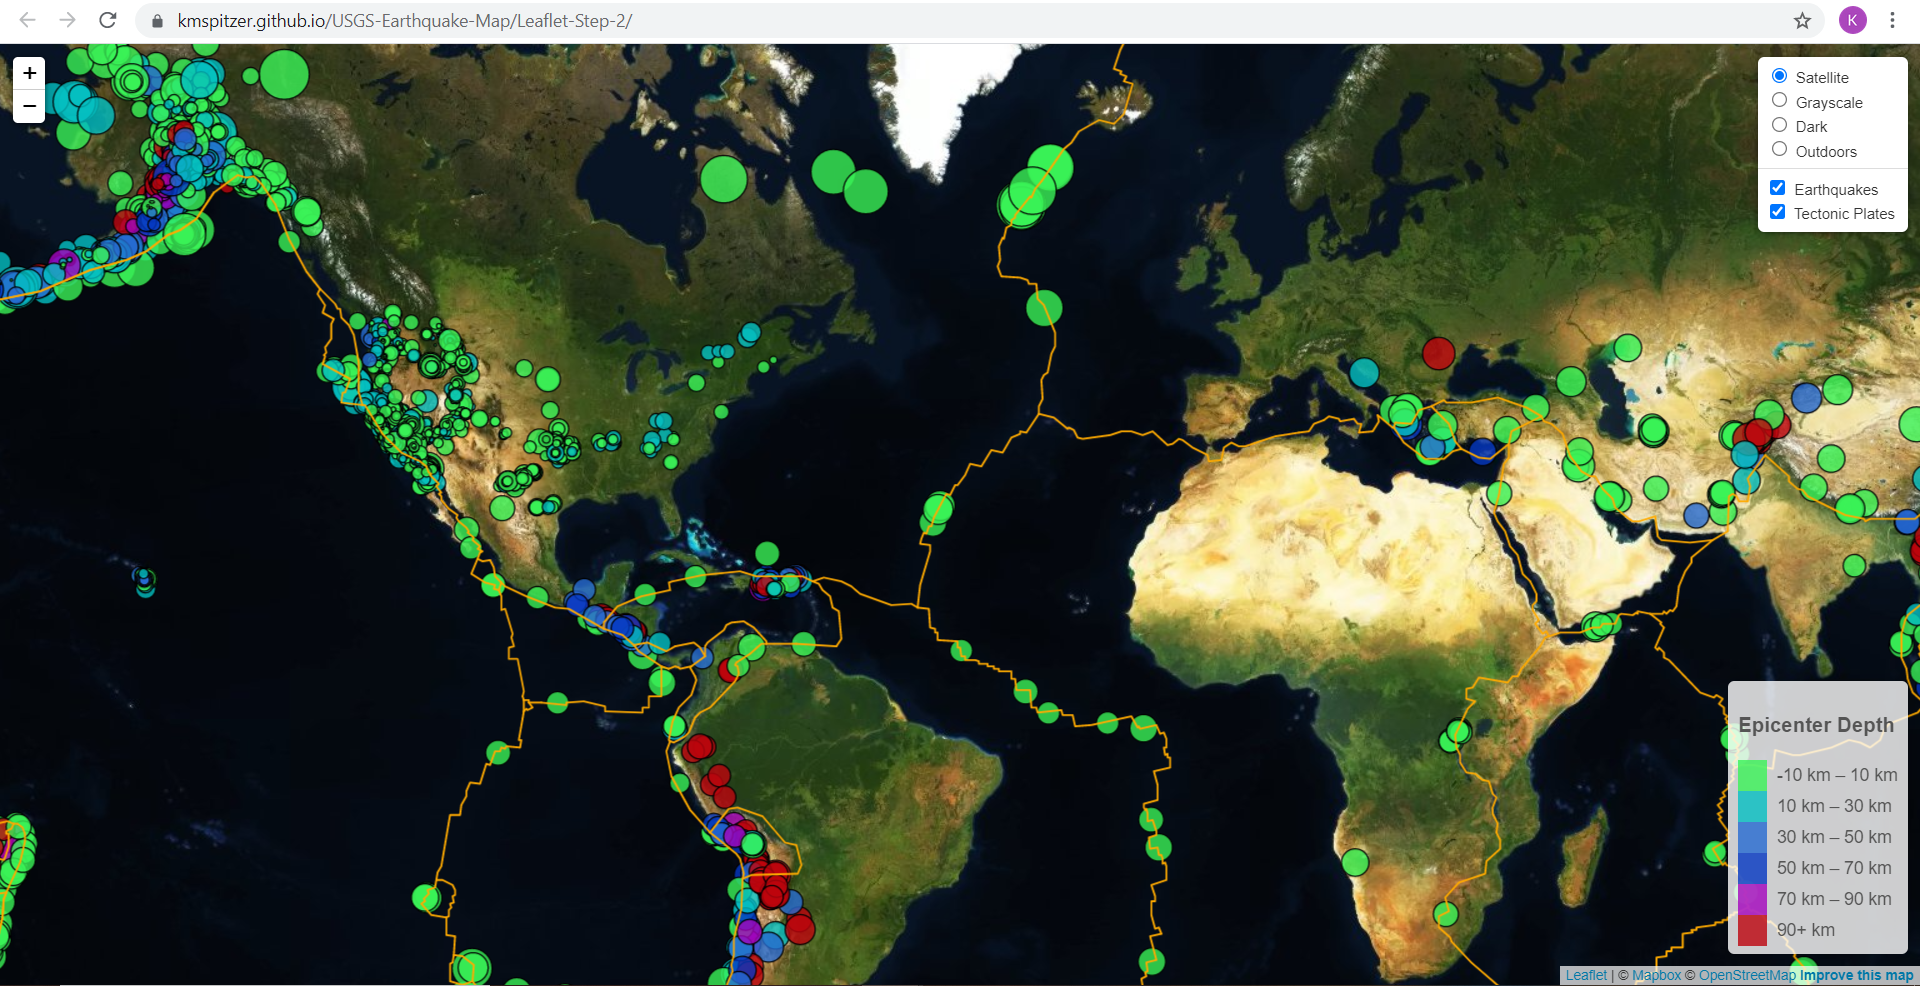 kmspitzer.github.io/USGS-Earthquake-Map/Leaflet-Step-2/
K
+
−
Satellite
Grayscale
Dark
Outdoors
Earthquakes
Tectonic Plates
Epicenter Depth
-10 km – 10 km
10 km – 30 km
30 km – 50 km
50 km – 70 km
70 km – 90 km
90+ km
Leaflet | © Mapbox © OpenStreetMap Improve this map